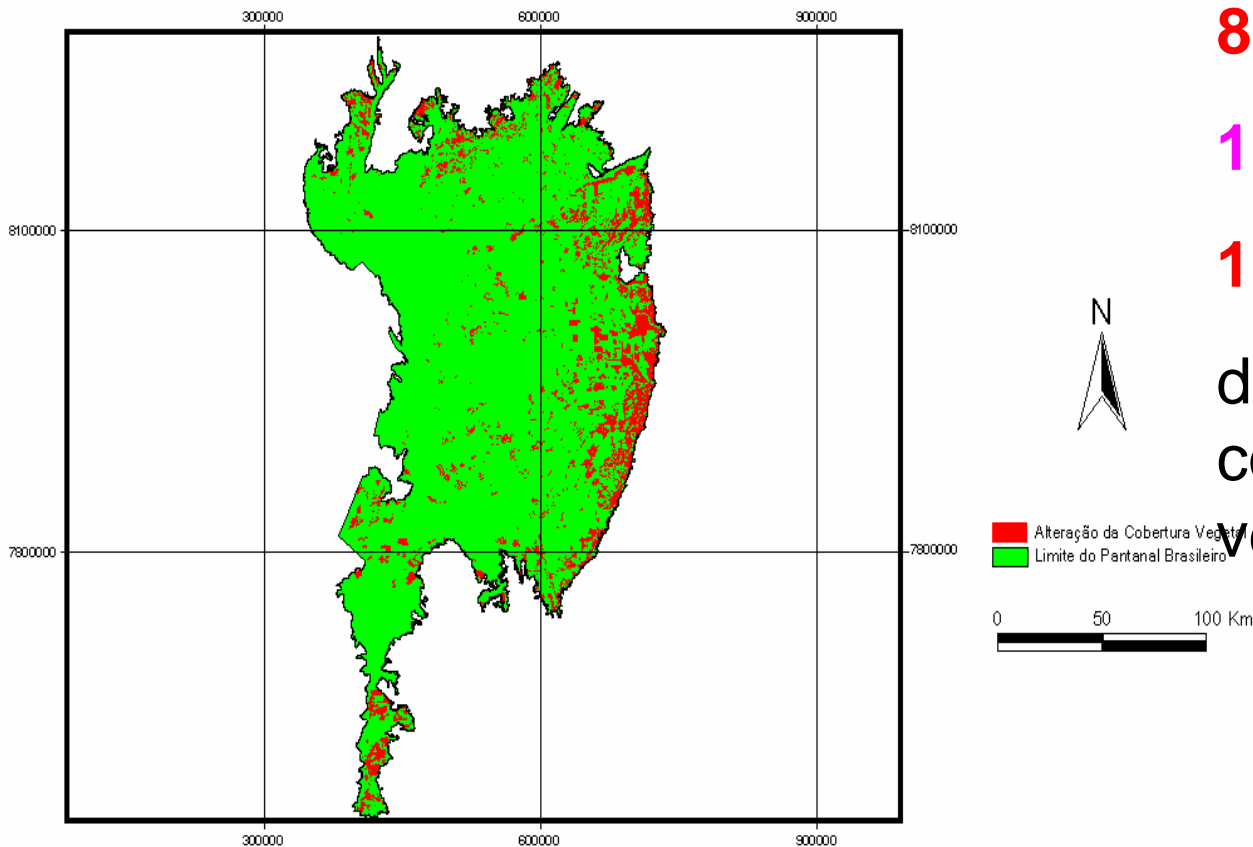 300000 600000 900000
8
1
8100000 8100000
1
N
d
7800000 7800000
Alteração da Cobertura Vegetal
Limite do Pantanal Brasileiro
0 50 100 Km
300000 600000 900000